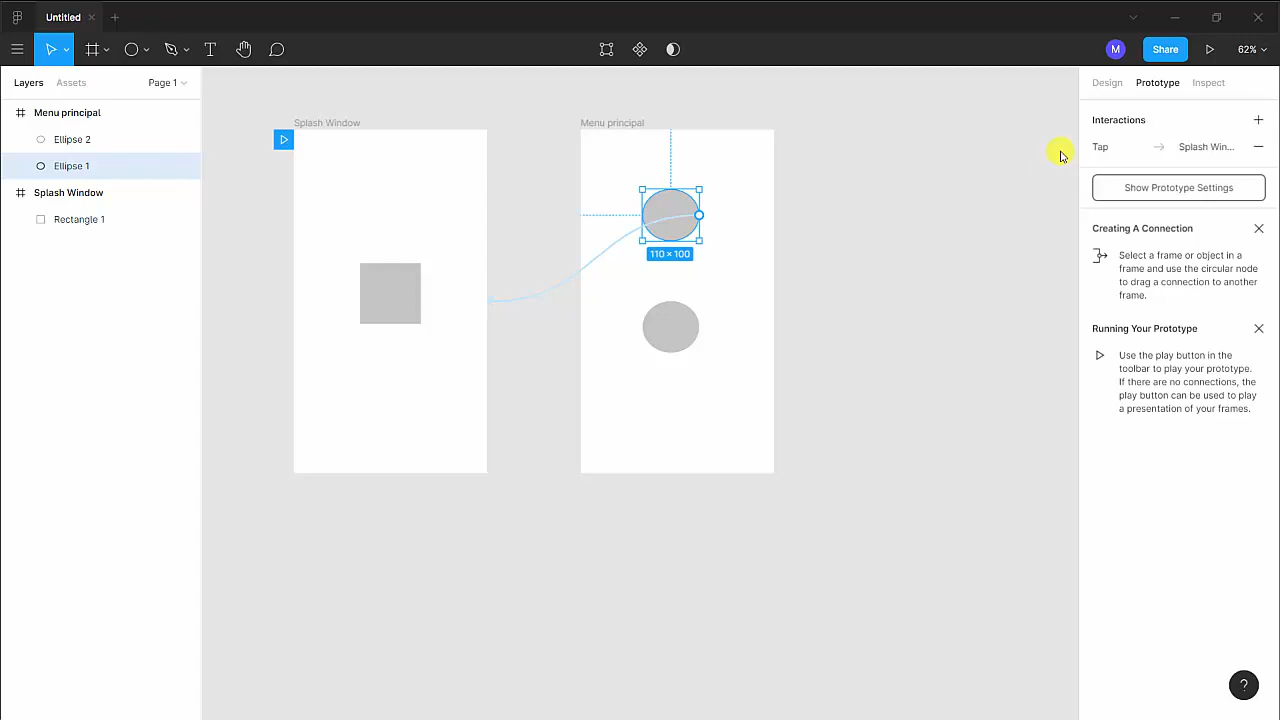 Untitled
M
Share
62%
Layers
Assets
Page 1
Menu principal
Ellipse 2
Ellipse 1
Splash Window
Rectangle 1
Splash Window
Menu principal
110 × 100
Design
Prototype
Inspect
Interactions
Tap
Splash Win...
Show Prototype Settings
Creating A Connection
Select a frame or object in a
frame and use the circular node
to drag a connection to another
frame.
Running Your Prototype
Use the play button in the
toolbar to play your prototype.
If there are no connections, the
play button can be used to play
a presentation of your frames.
?